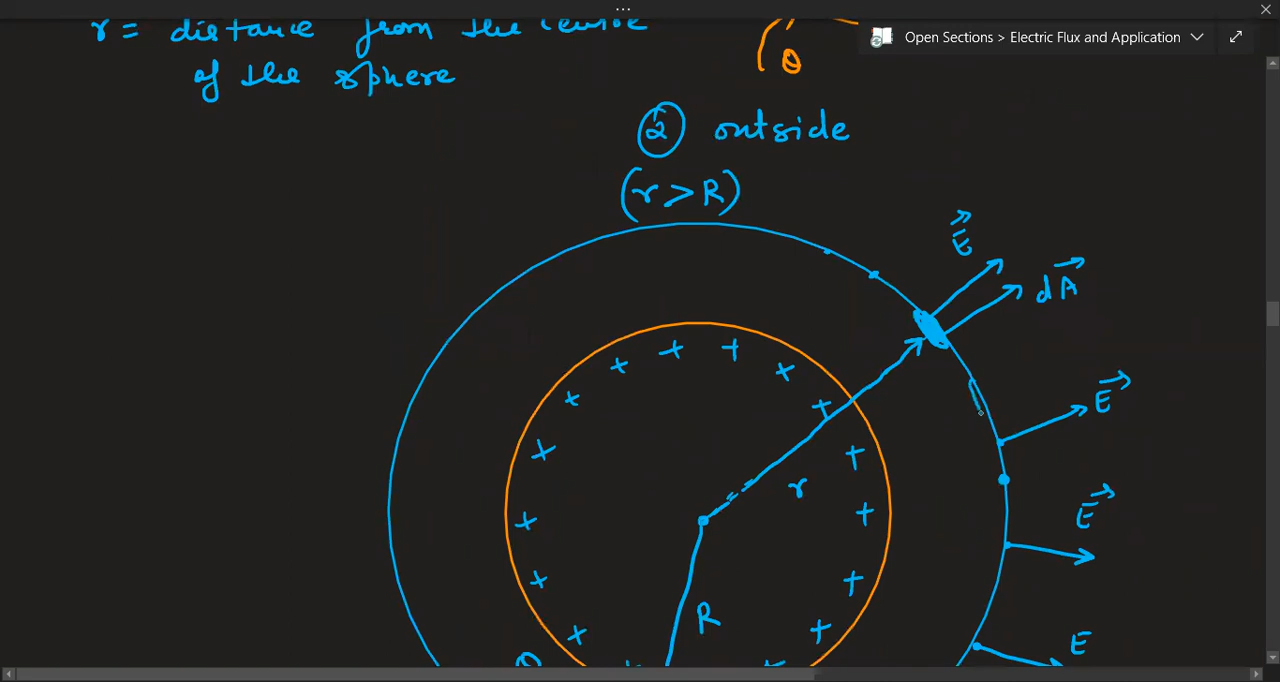 ...
Open Sections > Electric Flux and Application
r = distance from the centre
of the sphere
θ
② outside
(r > R)
E⃗
dA⃗
E⃗
r
E⃗
R
E
+ + + + + + + + + + + + + + +